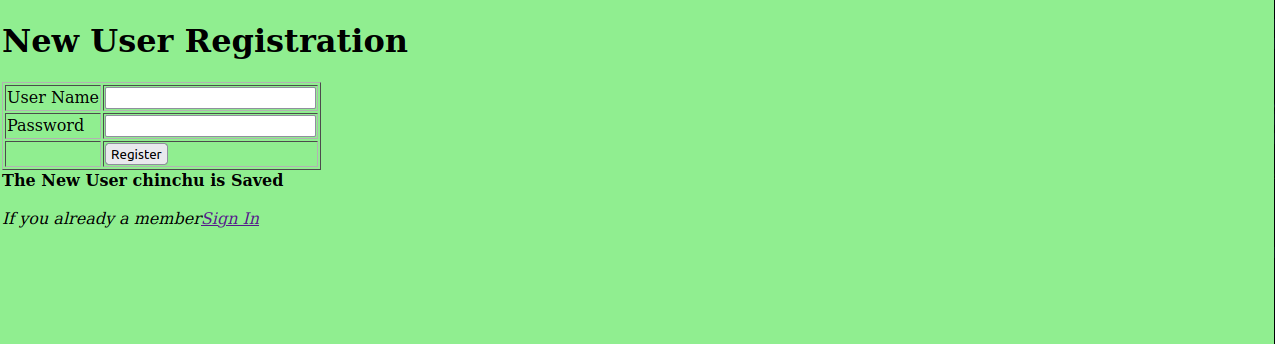 New User Registration
User Name
Password
Register
The New User chinchu is Saved
If you already a memberSign In